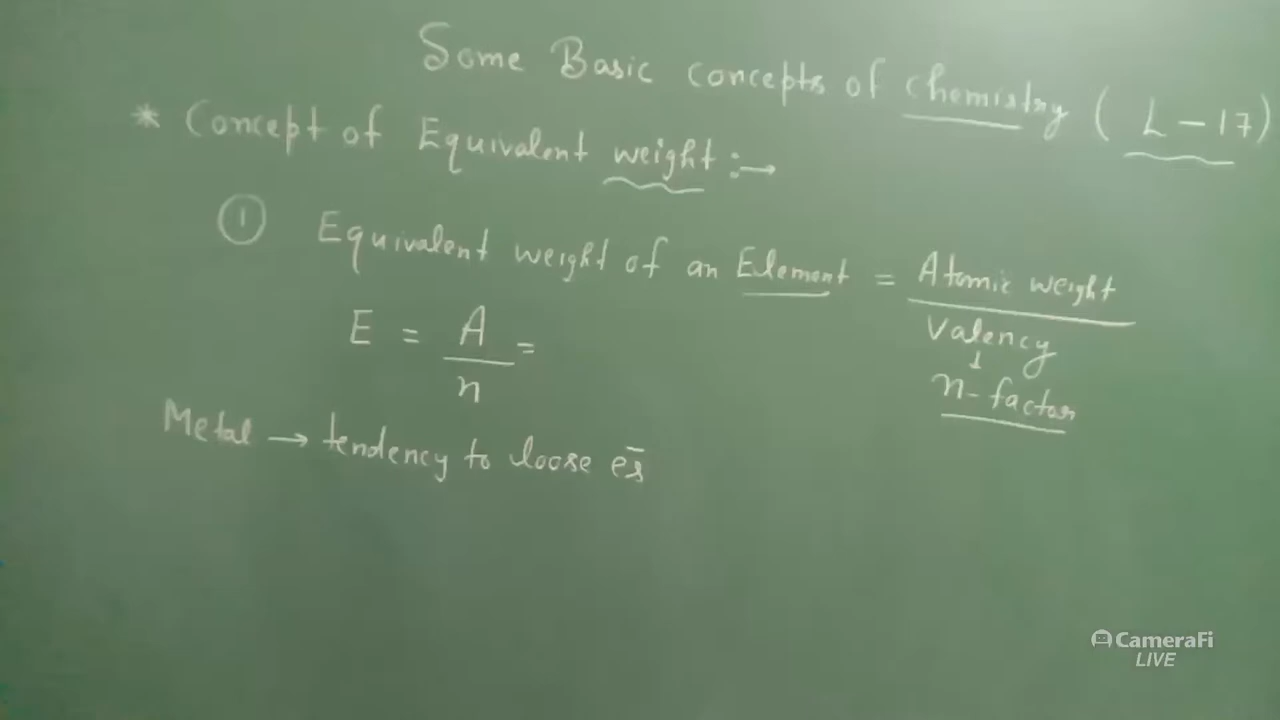 Some Basic concepts of chemistry ( L - 17)
* Concept of Equivalent weight :→
① Equivalent weight of an Element = Atomic weight
Valency
↓
n-factor
E = A =
n
Metal → tendency to loose ēs
CameraFi
LIVE